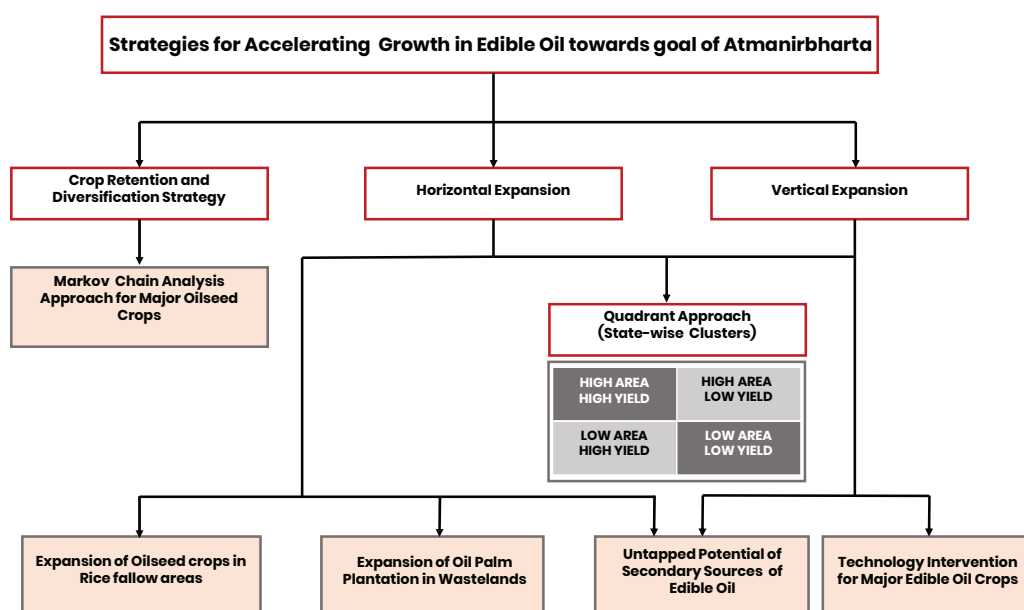 Strategies for Accelerating Growth in Edible Oil towards goal of Atmanirbharta
Crop Retention and
Diversification Strategy
Horizontal Expansion
Vertical Expansion
Markov Chain Analysis
Approach for Major Oilseed
Crops
Quadrant Approach
(State-wise Clusters)
HIGH AREA
HIGH YIELD
HIGH AREA
LOW YIELD
LOW AREA
HIGH YIELD
LOW AREA
LOW YIELD
Expansion of Oilseed crops in
Rice fallow areas
Expansion of Oil Palm
Plantation in Wastelands
Untapped Potential of
Secondary Sources of
Edible Oil
Technology Intervention
for Major Edible Oil Crops